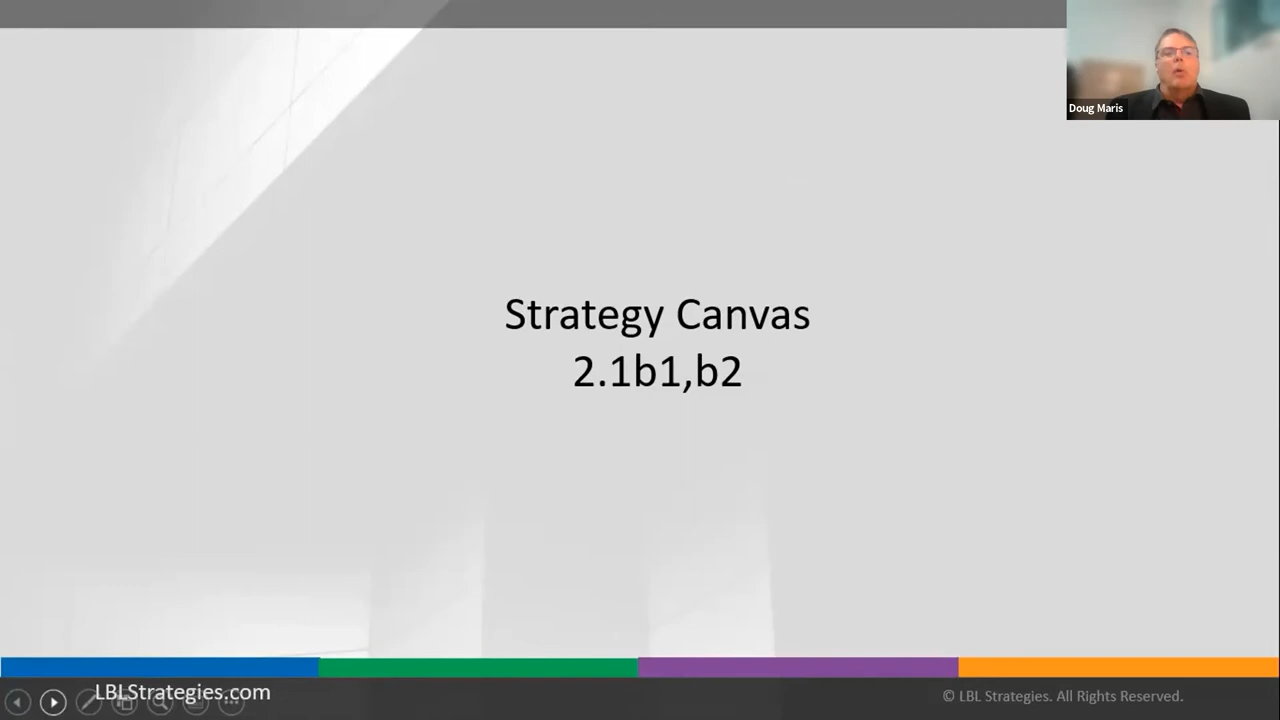 Doug Maris
Strategy Canvas
2.1b1,b2
LBLStrategies.com
© LBL Strategies. All Rights Reserved.